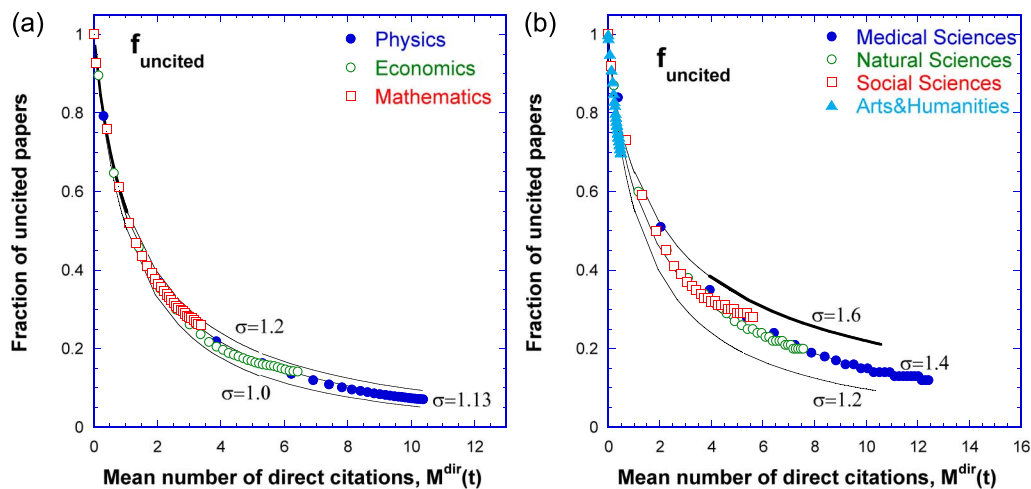 (a)
f uncited
Physics
Economics
Mathematics
Fraction of uncited papers
1
0.8
0.6
0.4
0.2
0
σ=1.2
σ=1.0
σ=1.13
0 2 4 6 8 10 12
Mean number of direct citations, M^dir(t)
(b)
f uncited
Medical Sciences
Natural Sciences
Social Sciences
Arts&Humanities
Fraction of uncited papers
1
0.8
0.6
0.4
0.2
0
σ=1.6
σ=1.4
σ=1.2
0 2 4 6 8 10 12 14 16
Mean number of direct citations, M^dir(t)